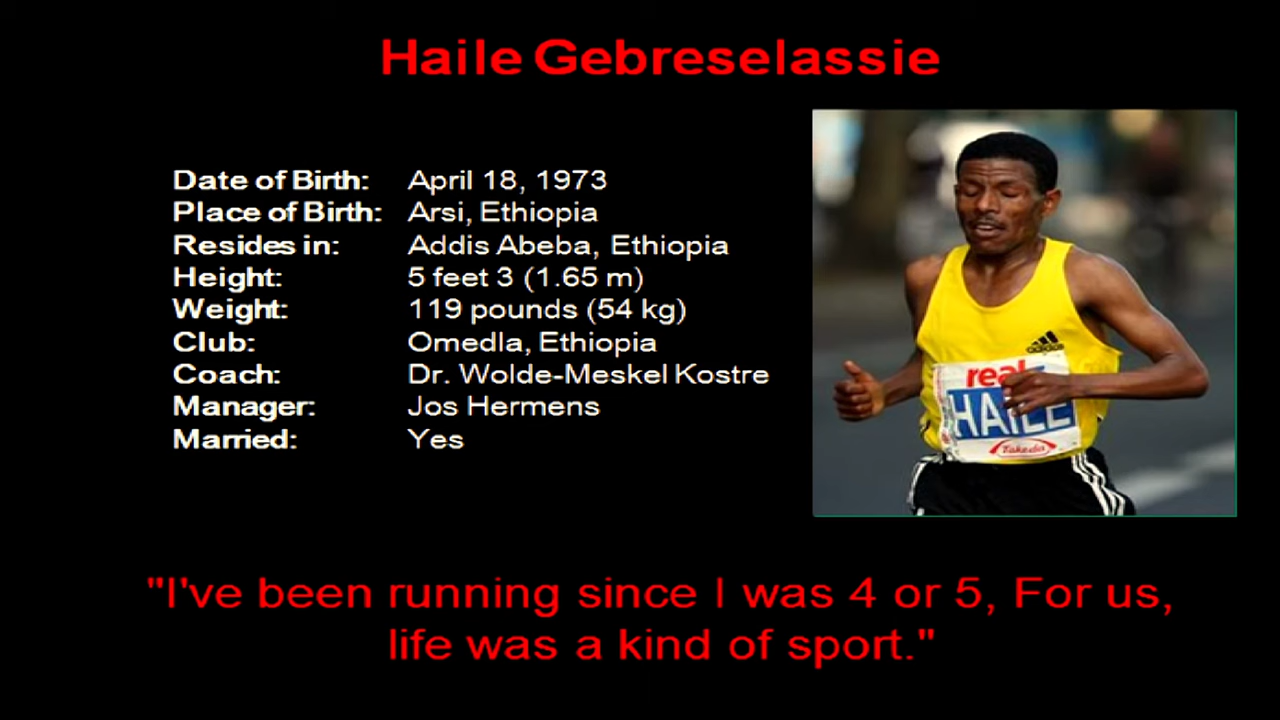 Haile Gebreselassie
Date of Birth: April 18, 1973
Place of Birth: Arsi, Ethiopia
Resides in: Addis Abeba, Ethiopia
Height: 5 feet 3 (1.65 m)
Weight: 119 pounds (54 kg)
Club: Omedla, Ethiopia
Coach: Dr. Wolde-Meskel Kostre
Manager: Jos Hermens
Married: Yes
adidas
real
HAILE
Takeda
"I've been running since I was 4 or 5, For us,
life was a kind of sport."